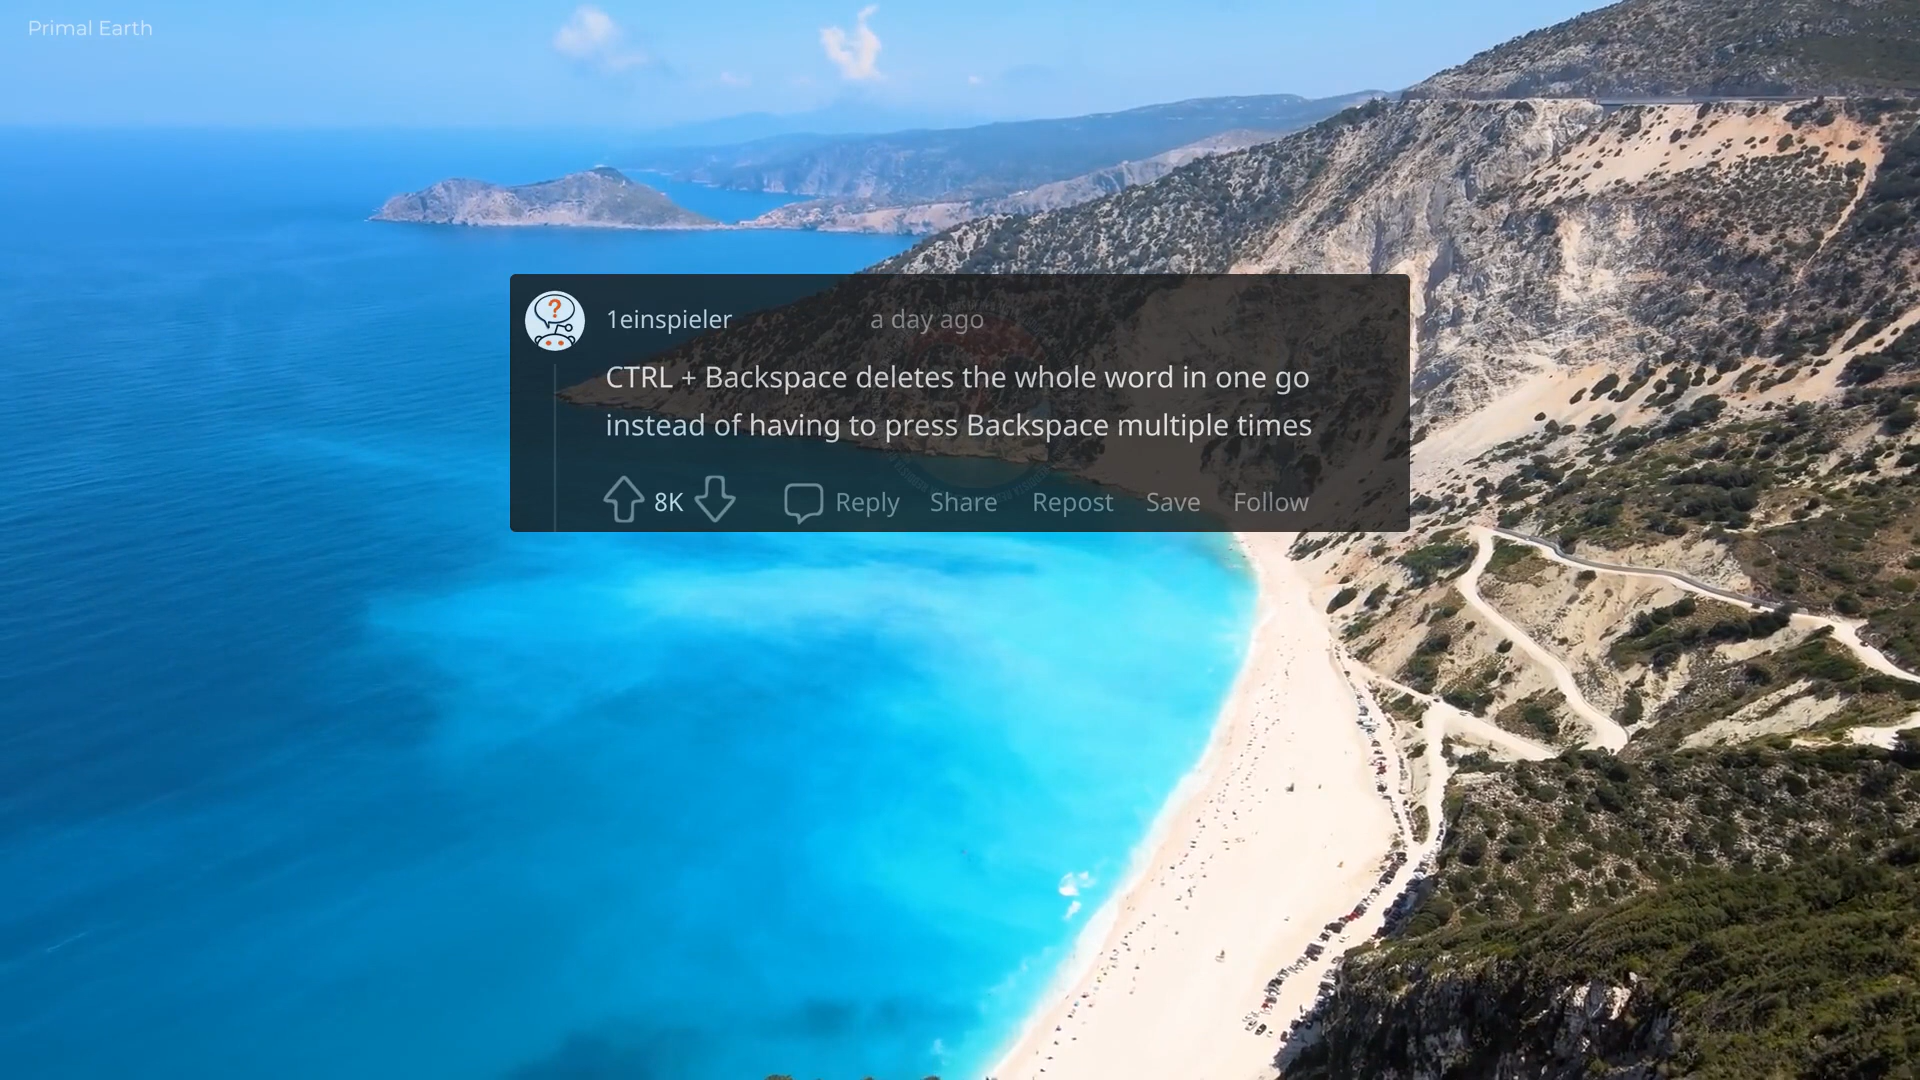 Primal Earth
1einspieler a day ago
CTRL + Backspace deletes the whole word in one go
instead of having to press Backspace multiple times
8K Reply Share Repost Save Follow